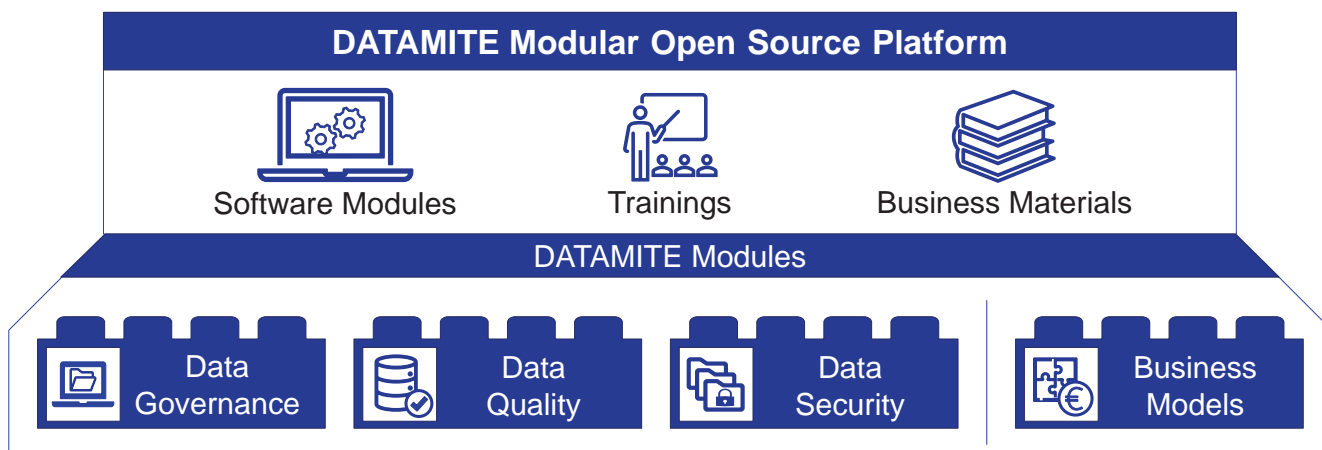 DATAMITE Modular Open Source Platform
Software Modules
Trainings
Business Materials
DATAMITE Modules
Data
Governance
Data
Quality
Data
Security
€
Business
Models